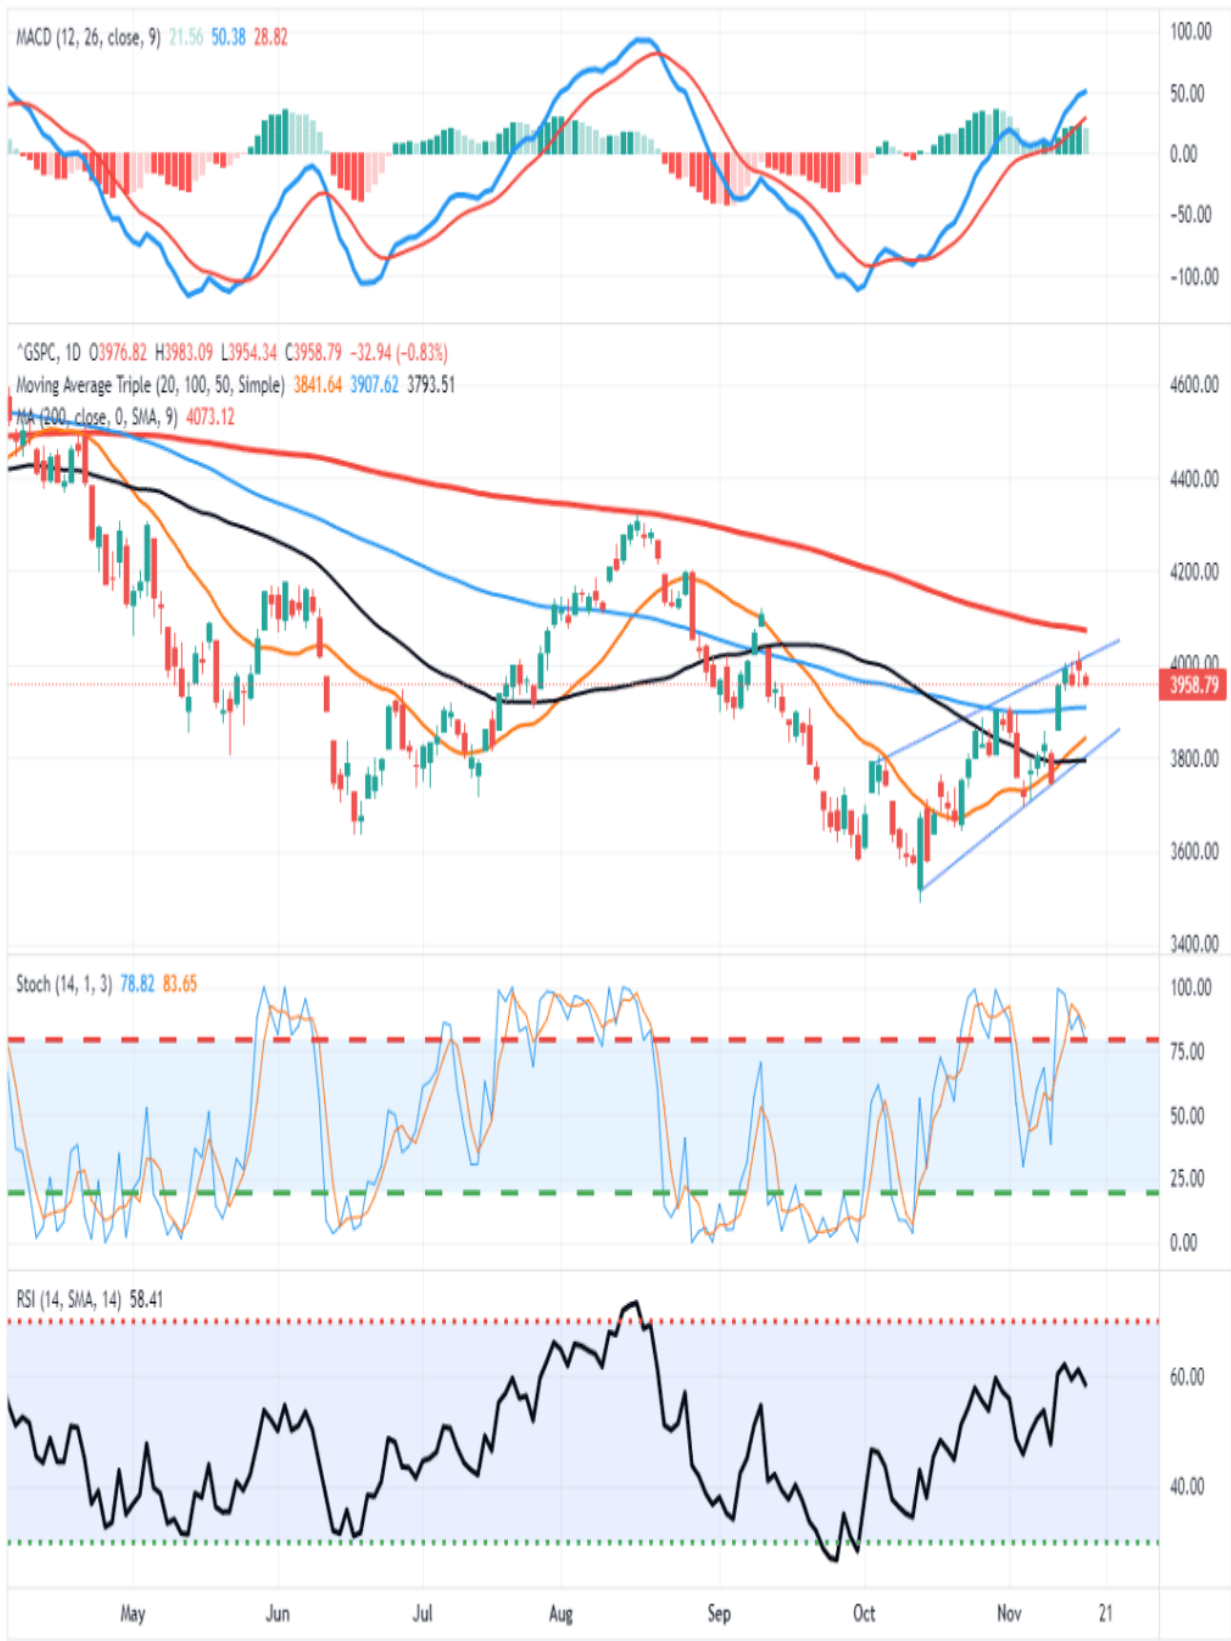 MACD (12, 26, close, 9) 21.56 50.38 28.82
100.00
50.00
0.00
−50.00
−100.00
^GSPC, 1D O3976.82 H3983.09 L3954.34 C3958.79 −32.94 (−0.83%)
Moving Average Triple (20, 100, 50, Simple) 3841.64 3907.62 3793.51
MA (200, close, 0, SMA, 9) 4073.12
4600.00
4400.00
4200.00
4000.00
3958.79
3800.00
3600.00
3400.00
Stoch (14, 1, 3) 78.82 83.65
100.00
75.00
50.00
25.00
0.00
RSI (14, SMA, 14) 58.41
60.00
40.00
May Jun Jul Aug Sep Oct Nov 21